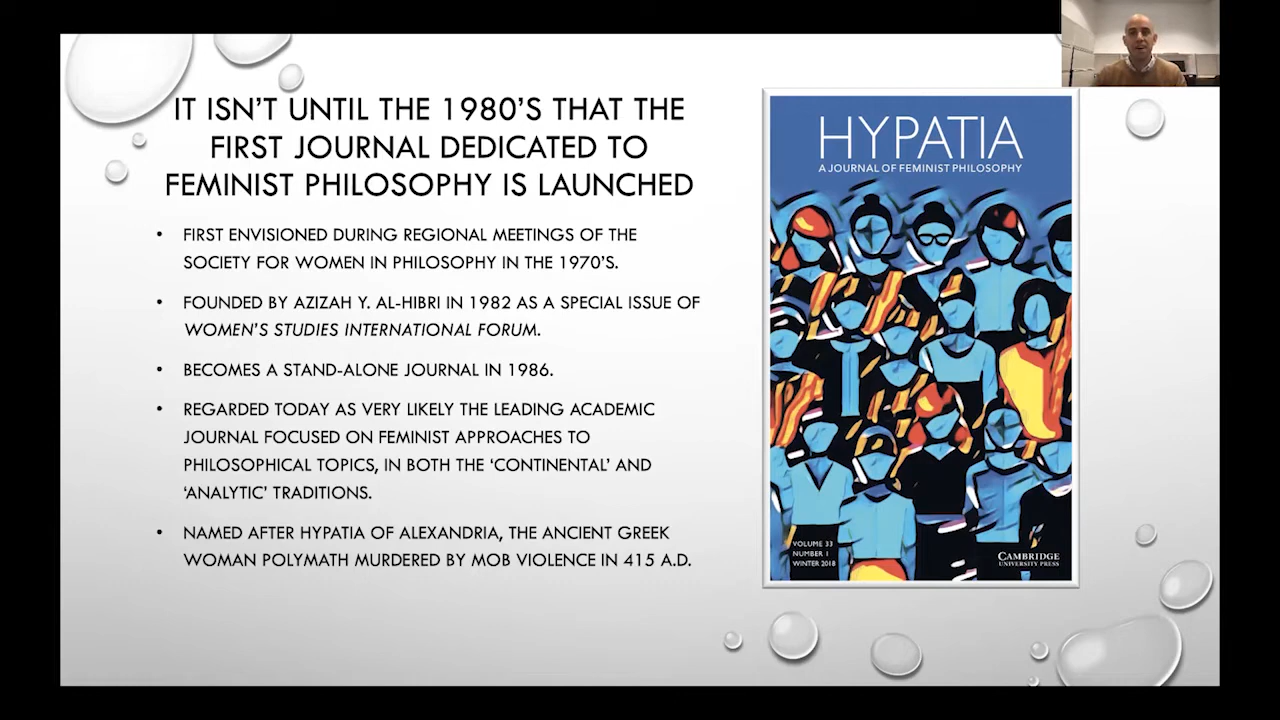 IT ISN'T UNTIL THE 1980'S THAT THE
FIRST JOURNAL DEDICATED TO
FEMINIST PHILOSOPHY IS LAUNCHED
• FIRST ENVISIONED DURING REGIONAL MEETINGS OF THE
SOCIETY FOR WOMEN IN PHILOSOPHY IN THE 1970'S.
• FOUNDED BY AZIZAH Y. AL-HIBRI IN 1982 AS A SPECIAL ISSUE OF
WOMEN'S STUDIES INTERNATIONAL FORUM.
• BECOMES A STAND-ALONE JOURNAL IN 1986.
• REGARDED TODAY AS VERY LIKELY THE LEADING ACADEMIC
JOURNAL FOCUSED ON FEMINIST APPROACHES TO
PHILOSOPHICAL TOPICS, IN BOTH THE 'CONTINENTAL' AND
'ANALYTIC' TRADITIONS.
• NAMED AFTER HYPATIA OF ALEXANDRIA, THE ANCIENT GREEK
WOMAN POLYMATH MURDERED BY MOB VIOLENCE IN 415 A.D.
HYPATIA
A JOURNAL OF FEMINIST PHILOSOPHY
VOLUME 33
NUMBER 1
WINTER 2018
CAMBRIDGE
UNIVERSITY PRESS